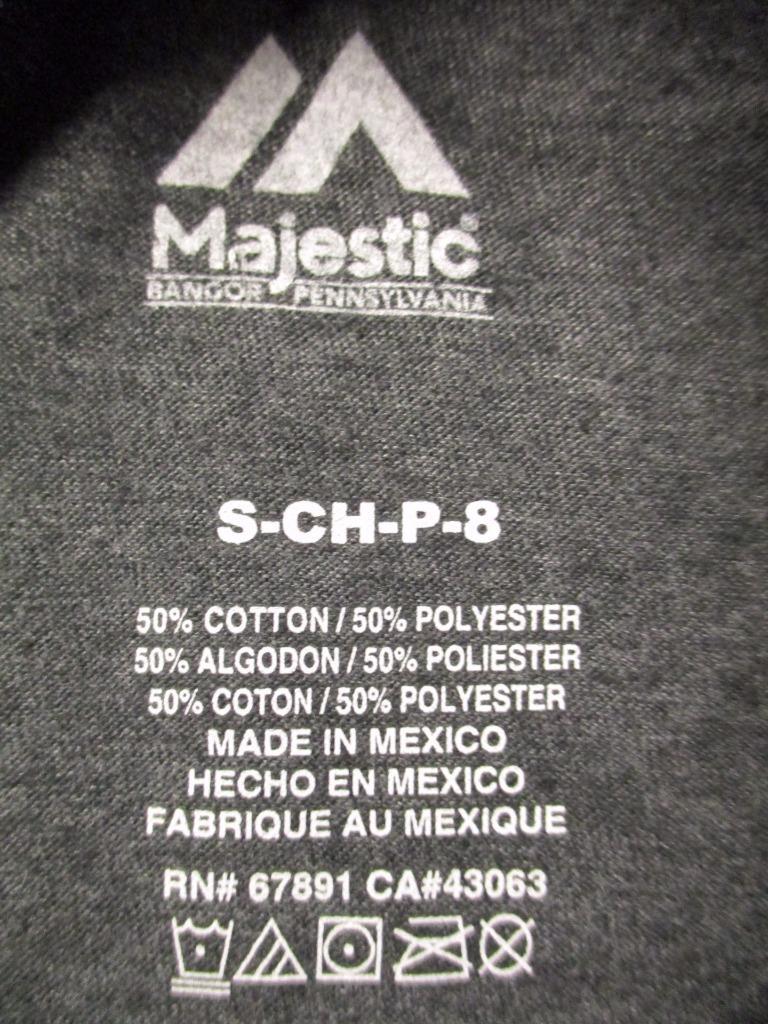 Majestic®
BANGOR PENNSYLVANIA
S-CH-P-8
50% COTTON / 50% POLYESTER
50% ALGODON / 50% POLIESTER
50% COTON / 50% POLYESTER
MADE IN MEXICO
HECHO EN MEXICO
FABRIQUE AU MEXIQUE
RN# 67891 CA#43063